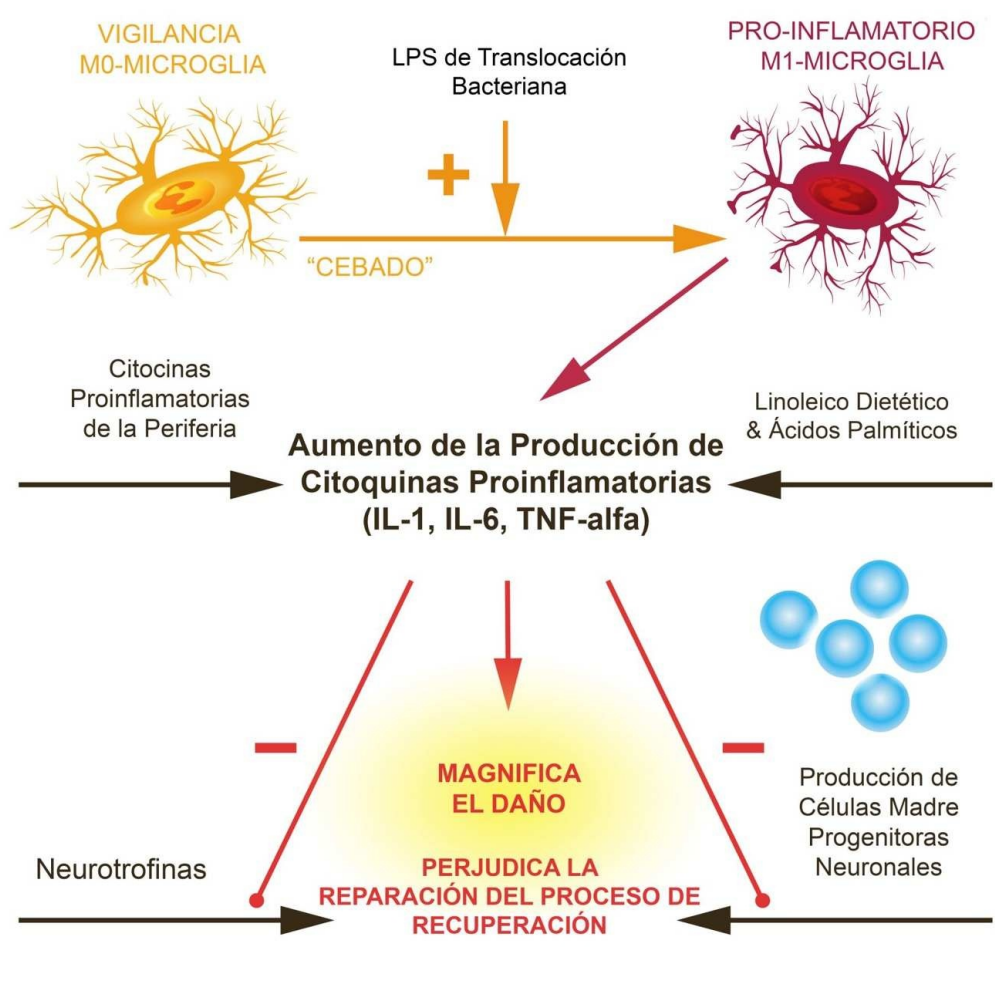 VIGILANCIA
M0-MICROGLIA
LPS de Translocación
Bacteriana
PRO-INFLAMATORIO
M1-MICROGLIA
+
“CEBADO”
Citocinas
Proinflamatorias
de la Periferia
Linoleico Dietético
& Ácidos Palmíticos
Aumento de la Producción de
Citoquinas Proinflamatorias
(IL-1, IL-6, TNF-alfa)
MAGNIFICA
EL DAÑO
Producción de
Células Madre
Progenitoras
Neuronales
Neurotrofinas
PERJUDICA LA
REPARACIÓN DEL PROCESO DE
RECUPERACIÓN